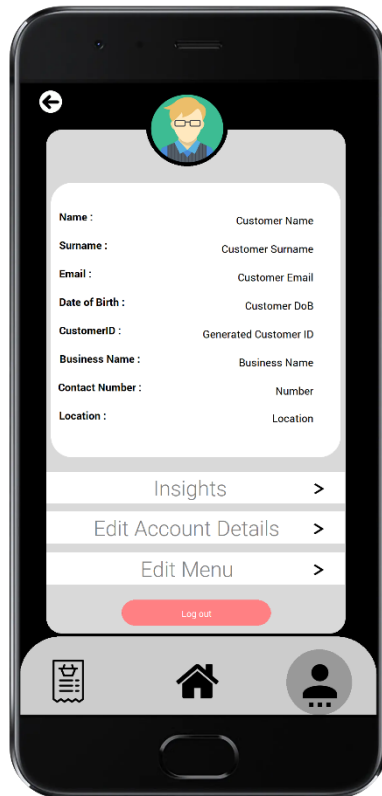 Name : Customer Name
Surname : Customer Surname
Email : Customer Email
Date of Birth : Customer DoB
CustomerID : Generated Customer ID
Business Name : Business Name
Contact Number : Number
Location : Location
Insights >
Edit Account Details >
Edit Menu >
Log out